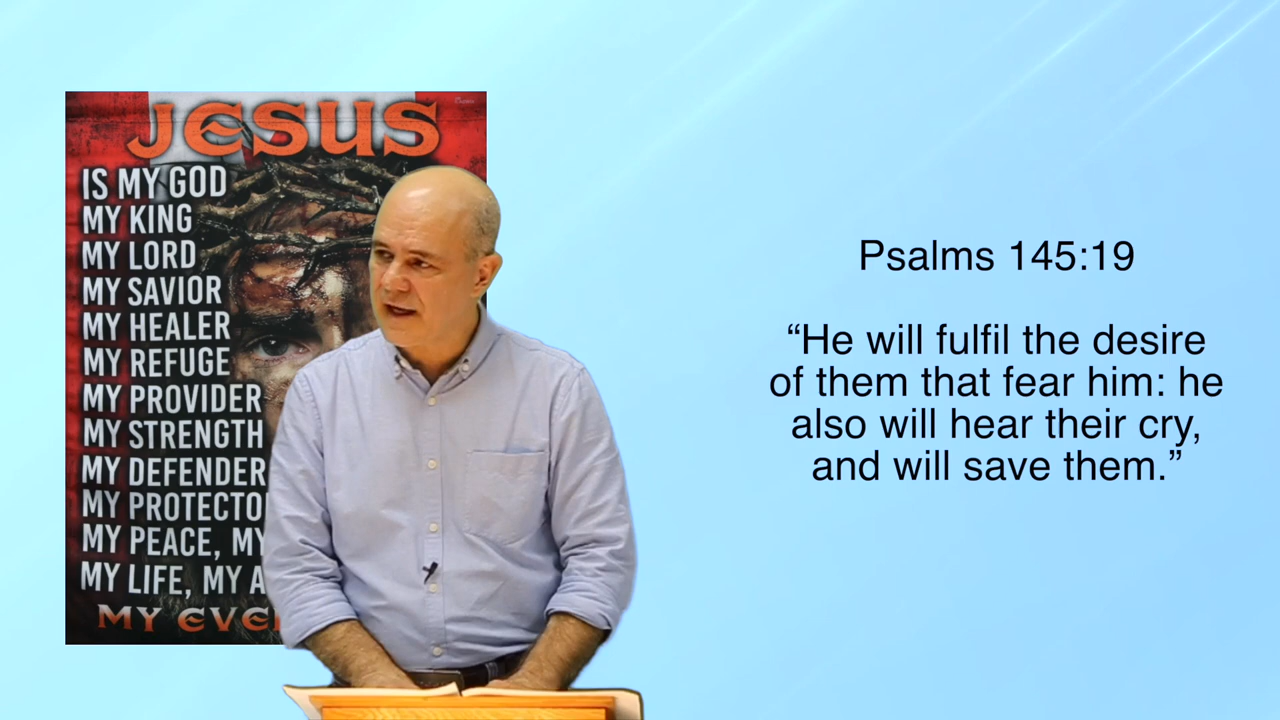 JESUS
IS MY GOD
MY KING
MY LORD
MY SAVIOR
MY HEALER
MY REFUGE
MY PROVIDER
MY STRENGTH
MY DEFENDER
MY
MY PEACE, MY
MY LIFE, MY
MY
Psalms 145:19
“He will fulfil the desire
of them that fear him: he
also will hear their cry,
and will save them.”